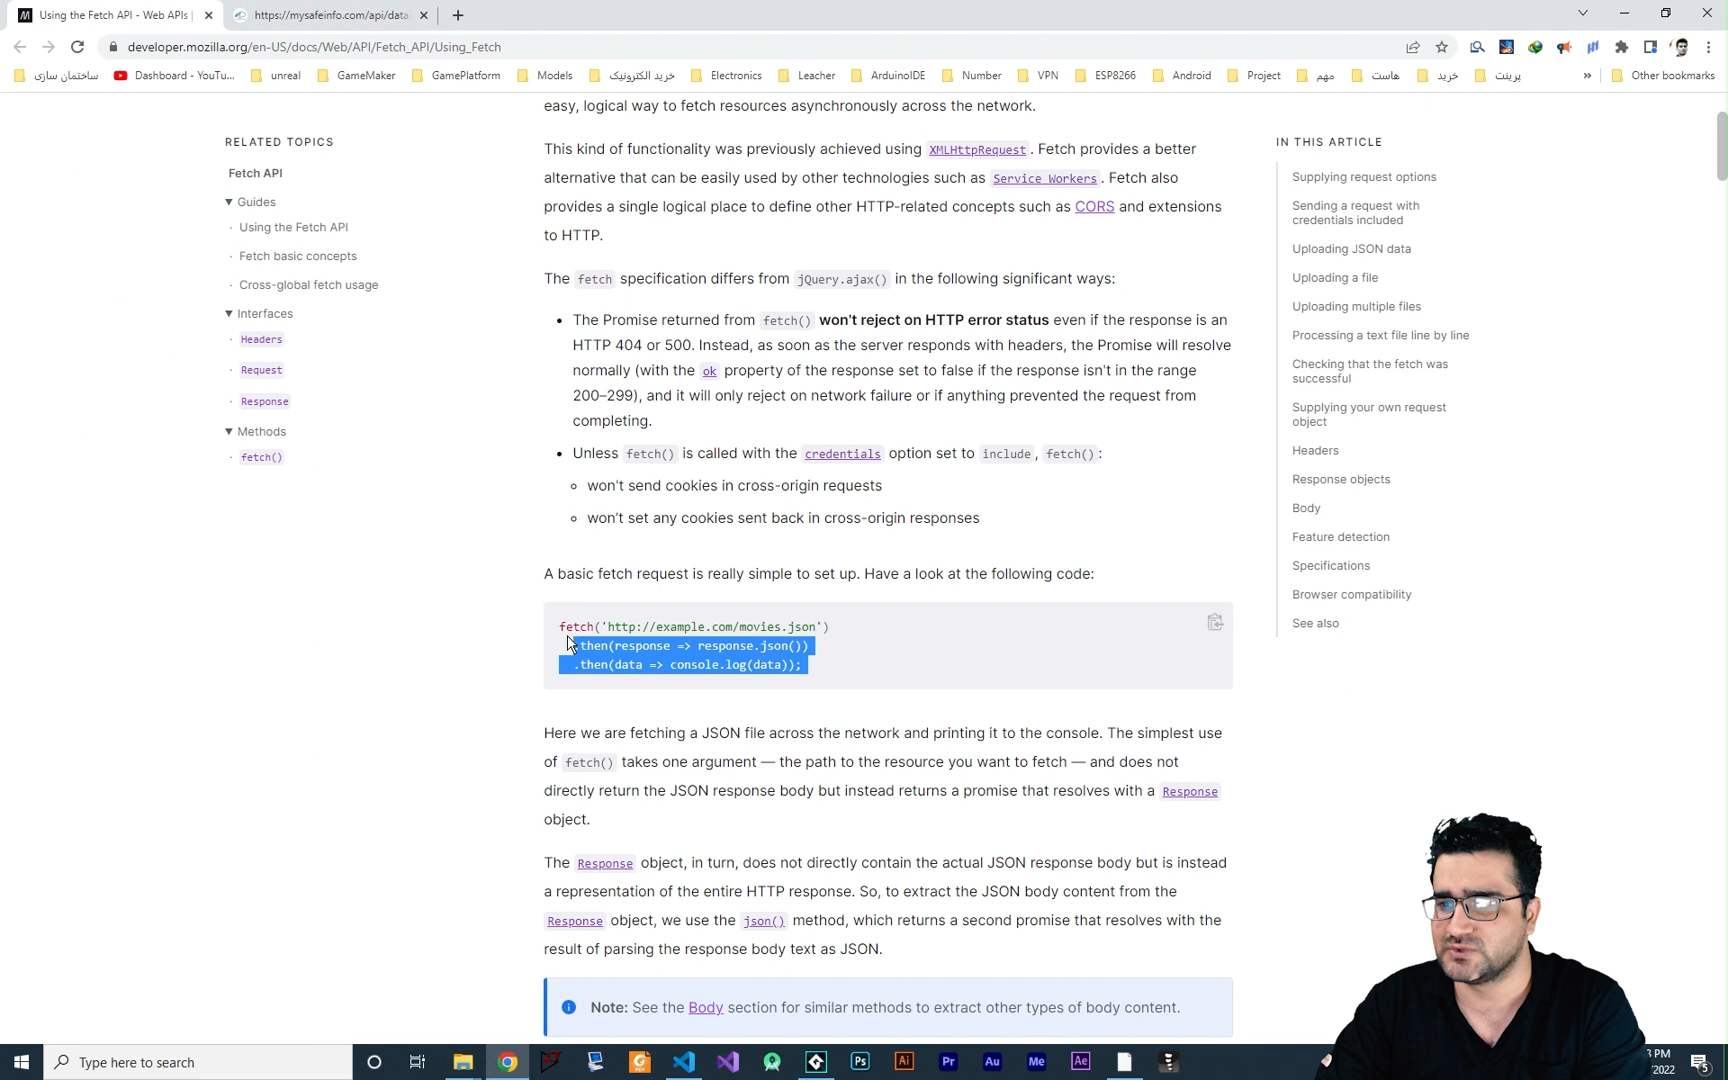 Using the Fetch API - Web APIs |
https://mysafeinfo.com/api/data
developer.mozilla.org/en-US/docs/Web/API/Fetch_API/Using_Fetch
ساختمان سازی
Dashboard - YouTu...
unreal
GameMaker
GamePlatform
Models
خرید الکترونیک
Electronics
Leacher
ArduinoIDE
Number
VPN
ESP8266
Android
Project
مهم
هاست
خرید
پرینت
»
Other bookmarks
easy, logical way to fetch resources asynchronously across the network.
RELATED TOPICS
Fetch API
Guides
Using the Fetch API
Fetch basic concepts
Cross-global fetch usage
Interfaces
Headers
Request
Response
Methods
fetch()
This kind of functionality was previously achieved using XMLHttpRequest. Fetch provides a better
alternative that can be easily used by other technologies such as Service Workers. Fetch also
provides a single logical place to define other HTTP-related concepts such as CORS and extensions
to HTTP.
The fetch specification differs from jQuery.ajax() in the following significant ways:
• The Promise returned from fetch() won't reject on HTTP error status even if the response is an
HTTP 404 or 500. Instead, as soon as the server responds with headers, the Promise will resolve
normally (with the ok property of the response set to false if the response isn't in the range
200–299), and it will only reject on network failure or if anything prevented the request from
completing.
• Unless fetch() is called with the credentials option set to include, fetch():
won't send cookies in cross-origin requests
won't set any cookies sent back in cross-origin responses
A basic fetch request is really simple to set up. Have a look at the following code:
fetch('http://example.com/movies.json')
.then(response => response.json())
.then(data => console.log(data));
Here we are fetching a JSON file across the network and printing it to the console. The simplest use
of fetch() takes one argument — the path to the resource you want to fetch — and does not
directly return the JSON response body but instead returns a promise that resolves with a Response
object.
The Response object, in turn, does not directly contain the actual JSON response body but is instead
a representation of the entire HTTP response. So, to extract the JSON body content from the
Response object, we use the json() method, which returns a second promise that resolves with the
result of parsing the response body text as JSON.
Note: See the Body section for similar methods to extract other types of body content.
IN THIS ARTICLE
Supplying request options
Sending a request with
credentials included
Uploading JSON data
Uploading a file
Uploading multiple files
Processing a text file line by line
Checking that the fetch was
successful
Supplying your own request
object
Headers
Response objects
Body
Feature detection
Specifications
Browser compatibility
See also
Type here to search
Ps
Ai
Pr
Au
Me
Ae
PM
/2022
5